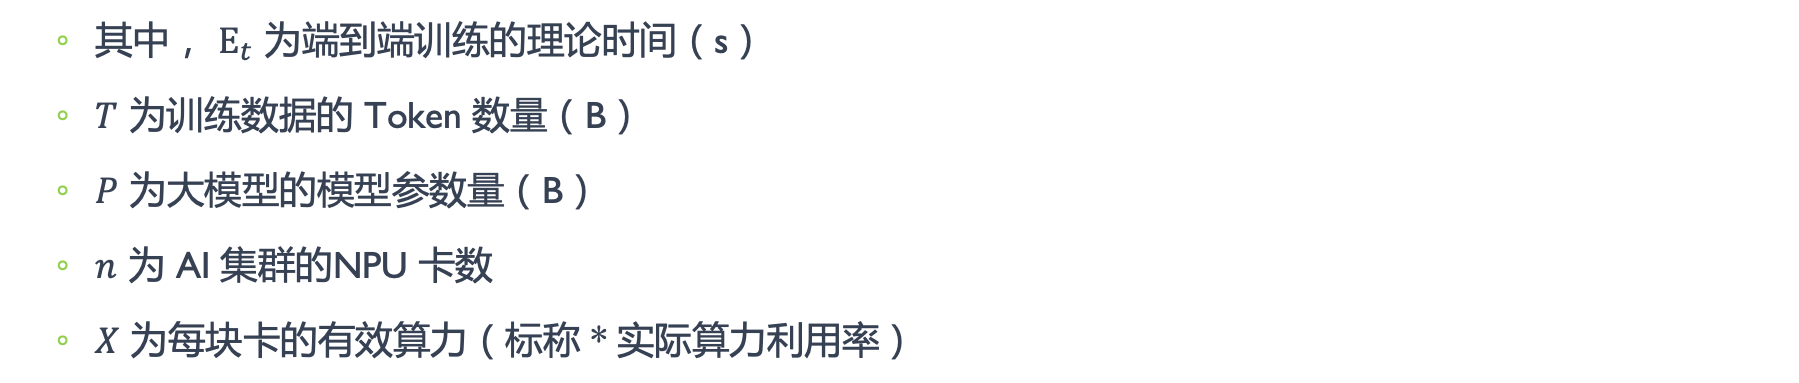 其中， E𝑡 为端到端训练的理论时间（s）
𝑇 为训练数据的 Token 数量（B）
𝑃 为大模型的模型参数量（B）
𝑛 为 AI 集群的NPU 卡数
𝑋 为每块卡的有效算力（标称 * 实际算力利用率）